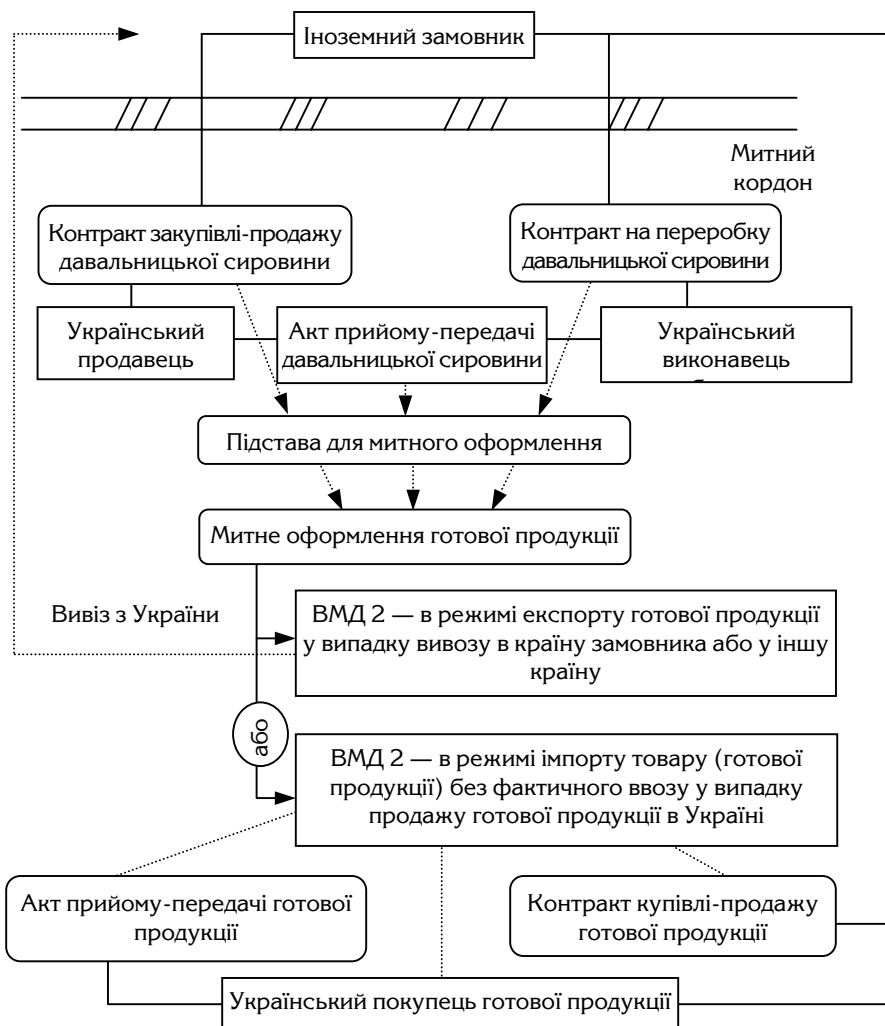 Іноземний замовник
Митний
кордон
Контракт закупівлі-продажу
давальницької сировини
Контракт на переробку
давальницької сировини
Український
продавець
Акт прийому-передачі
давальницької сировини
Український
виконавець
Підстава для митного оформлення
Митне оформлення готової продукції
Вивіз з України
ВМД 2 — в режимі експорту готової продукції
у випадку вивозу в країну замовника або у іншу
країну
або
ВМД 2 — в режимі імпорту товару (готової
продукції) без фактичного ввозу у випадку
продажу готової продукції в Україні
Акт прийому-передачі готової
продукції
Контракт купівлі-продажу
готової продукції
Український покупець готової продукції